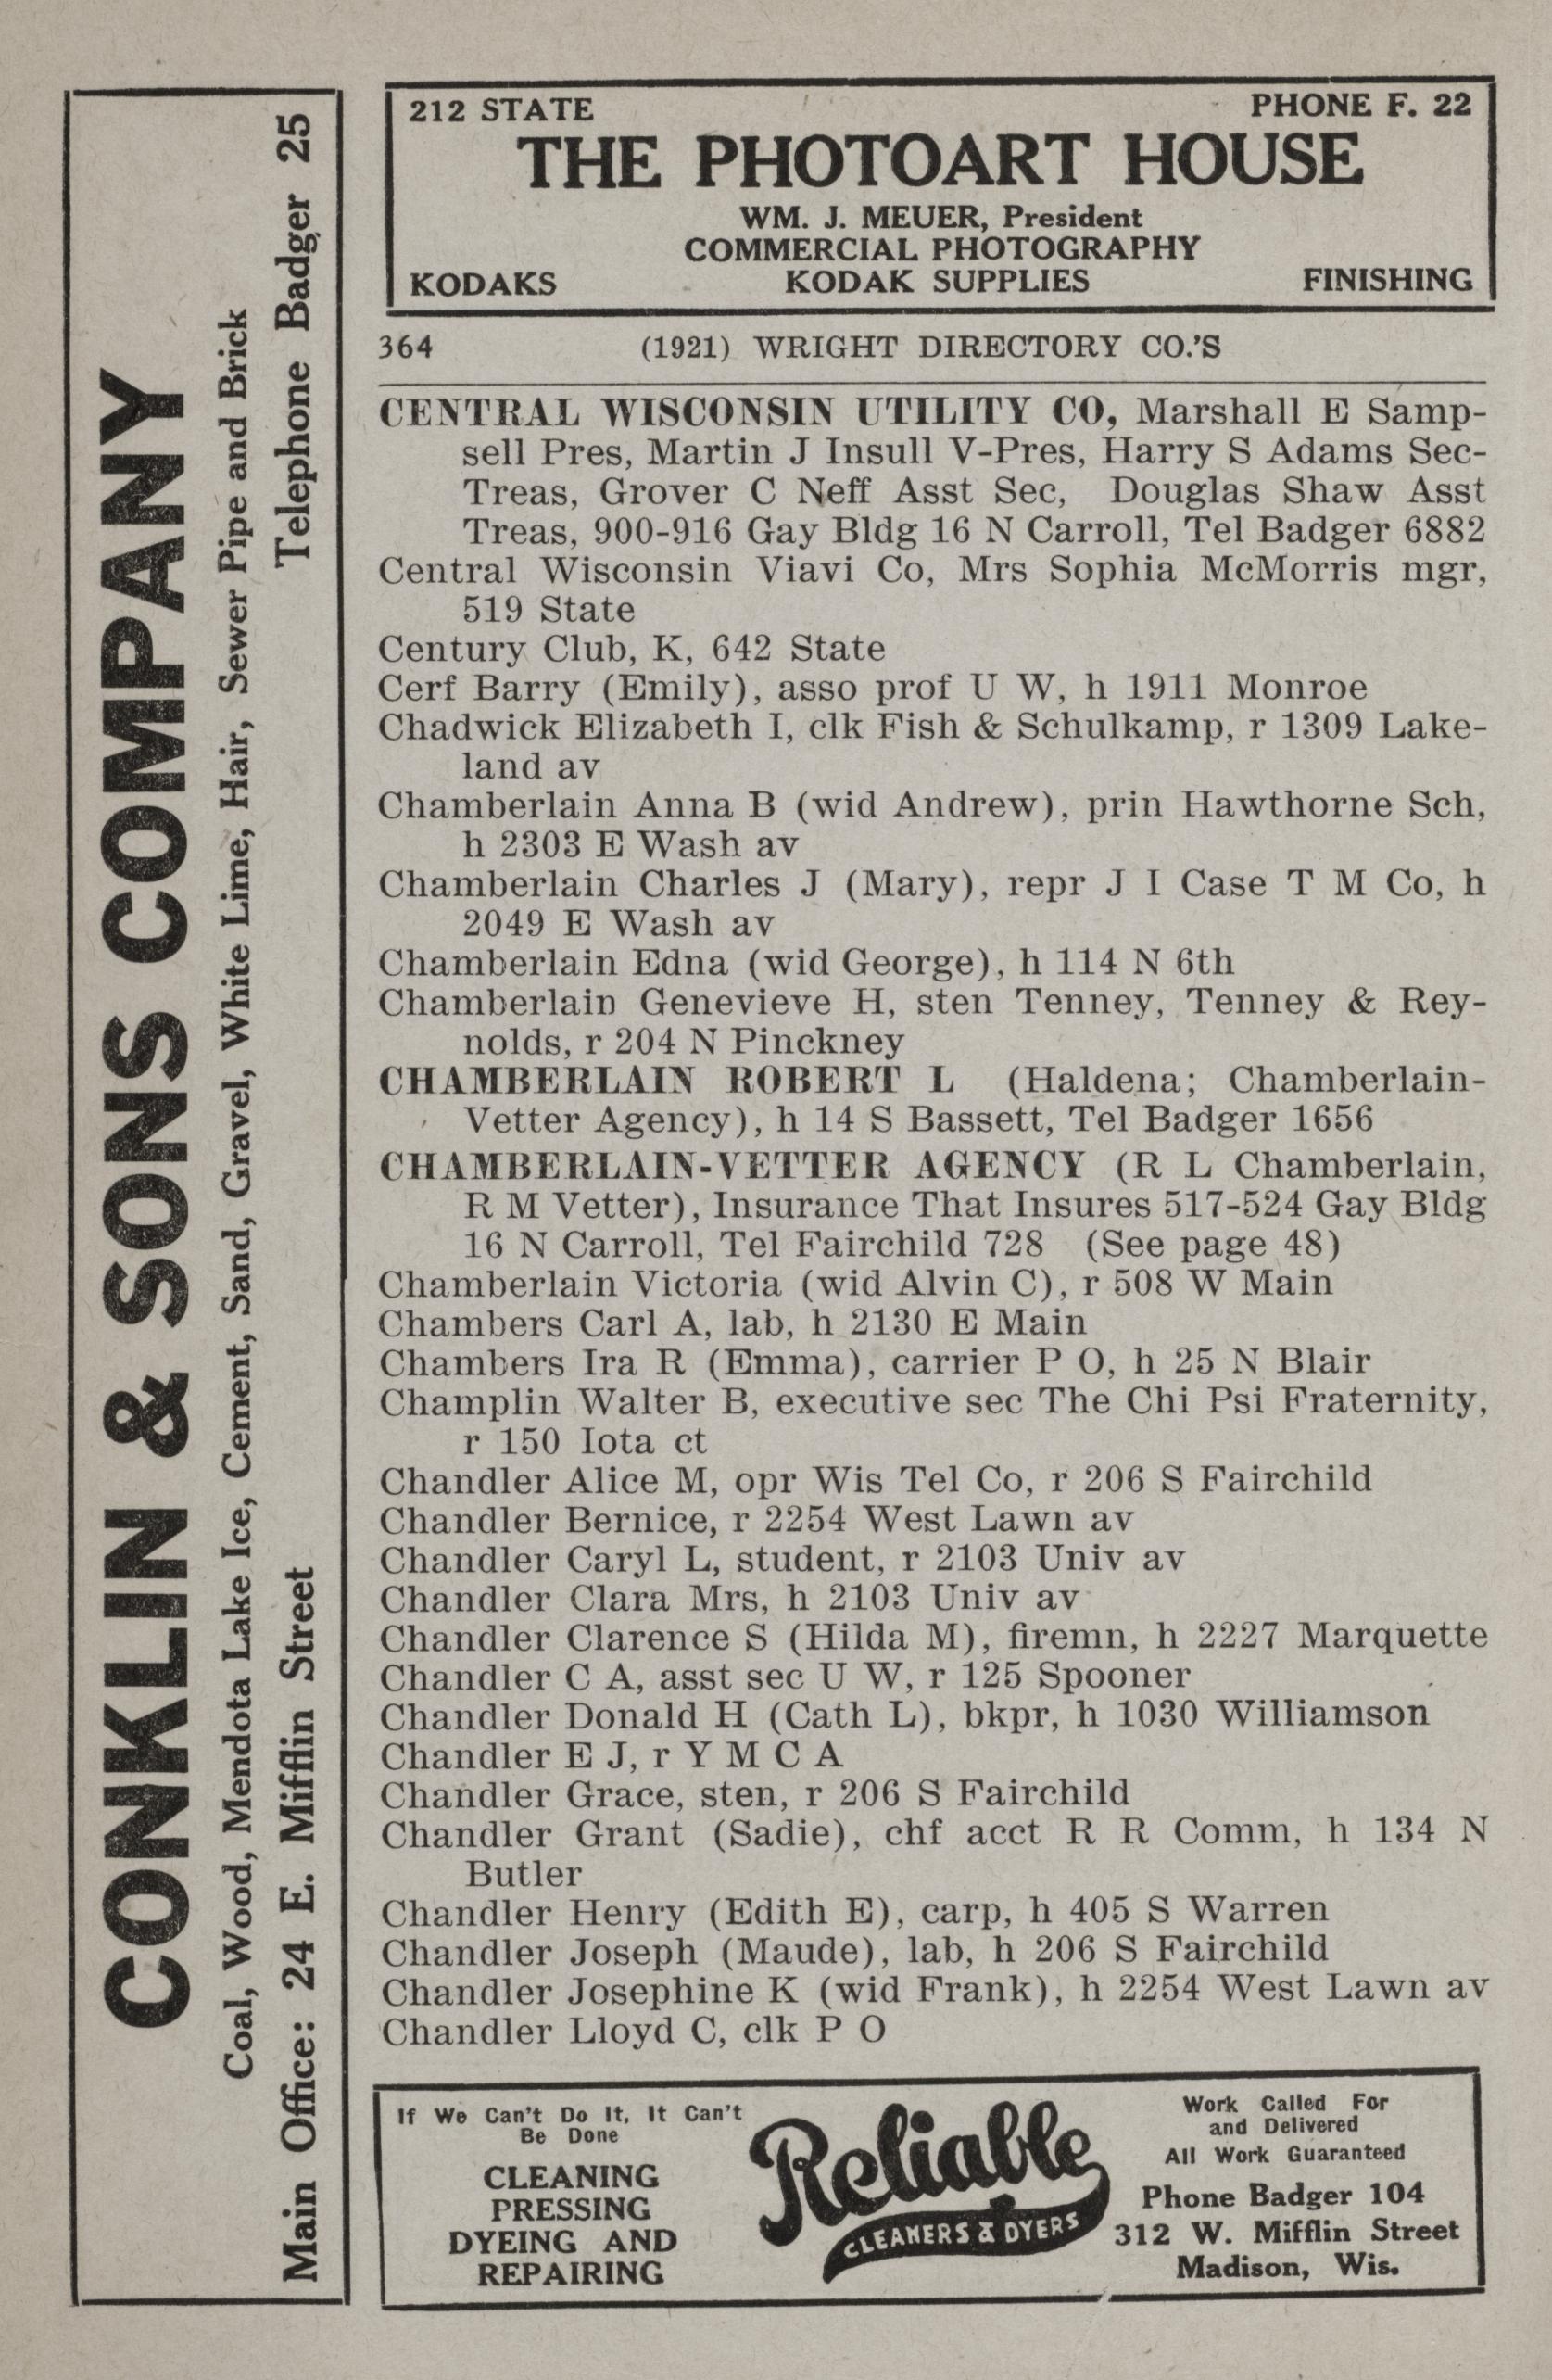 212 STATE PHONE F. 22
THE PHOTOART HOUSE
WM. J. MEUER, President
COMMERCIAL PHOTOGRAPHY
KODAKS KODAK SUPPLIES FINISHING
364 (1921) WRIGHT DIRECTORY CO.'S
CENTRAL WISCONSIN UTILITY CO, Marshall E Samp-
sell Pres, Martin J Insull V-Pres, Harry S Adams Sec-
Treas, Grover C Neff Asst Sec, Douglas Shaw Asst
Treas, 900-916 Gay Bldg 16 N Carroll, Tel Badger 6882
Central Wisconsin Viavi Co, Mrs Sophia McMorris mgr,
519 State
Century Club, K, 642 State
Cerf Barry (Emily), asso prof U W, h 1911 Monroe
Chadwick Elizabeth I, clk Fish & Schulkamp, r 1309 Lake-
land av
Chamberlain Anna B (wid Andrew), prin Hawthorne Sch,
h 2303 E Wash av
Chamberlain Charles J (Mary), repr J I Case T M Co, h
2049 E Wash av
Chamberlain Edna (wid George), h 114 N 6th
Chamberlain Genevieve H, sten Tenney, Tenney & Rey-
nolds, r 204 N Pinckney
CHAMBERLAIN ROBERT L (Haldena; Chamberlain-
Vetter Agency), h 14 S Bassett, Tel Badger 1656
CHAMBERLAIN-VETTER AGENCY (R L Chamberlain,
R M Vetter), Insurance That Insures 517-524 Gay Bldg
16 N Carroll, Tel Fairchild 728 (See page 48)
Chamberlain Victoria (wid Alvin C), r 508 W Main
Chambers Carl A, lab, h 2130 E Main
Chambers Ira R (Emma), carrier P O, h 25 N Blair
Champlin Walter B, executive sec The Chi Psi Fraternity,
r 150 Iota ct
Chandler Alice M, opr Wis Tel Co, r 206 S Fairchild
Chandler Bernice, r 2254 West Lawn av
Chandler Caryl L, student, r 2103 Univ av
Chandler Clara Mrs, h 2103 Univ av
Chandler Clarence S (Hilda M), firemn, h 2227 Marquette
Chandler C A, asst sec U W, r 125 Spooner
Chandler Donald H (Cath L), bkpr, h 1030 Williamson
Chandler E J, r Y M C A
Chandler Grace, sten, r 206 S Fairchild
Chandler Grant (Sadie), chf acct R R Comm, h 134 N
Butler
Chandler Henry (Edith E), carp, h 405 S Warren
Chandler Joseph (Maude), lab, h 206 S Fairchild
Chandler Josephine K (wid Frank), h 2254 West Lawn av
Chandler Lloyd C, clk P O
If We Can't Do It, It Can't
Be Done
CLEANING
PRESSING
DYEING AND
REPAIRING
Reliable
CLEANERS & DYERS
Work Called For
and Delivered
All Work Guaranteed
Phone Badger 104
312 W. Mifflin Street
Madison, Wis.
CONKLIN & SONS COMPANY
Coal, Wood, Mendota Lake Ice, Cement, Sand, Gravel, White Lime, Hair, Sewer Pipe and Brick
Main Office: 24 E. Mifflin Street Telephone Badger 25